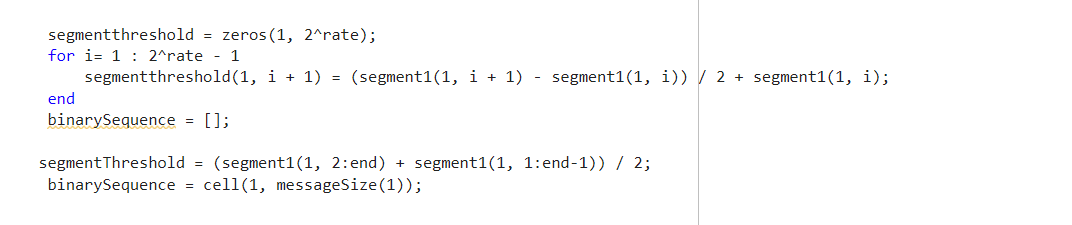 segmentthreshold = zeros(1, 2^rate);
for i= 1 : 2^rate - 1
segmentthreshold(1, i + 1) = (segment1(1, i + 1) - segment1(1, i)) / 2 + segment1(1, i);
end
binarySequence = [];
segmentThreshold = (segment1(1, 2:end) + segment1(1, 1:end-1)) / 2;
binarySequence = cell(1, messageSize(1));